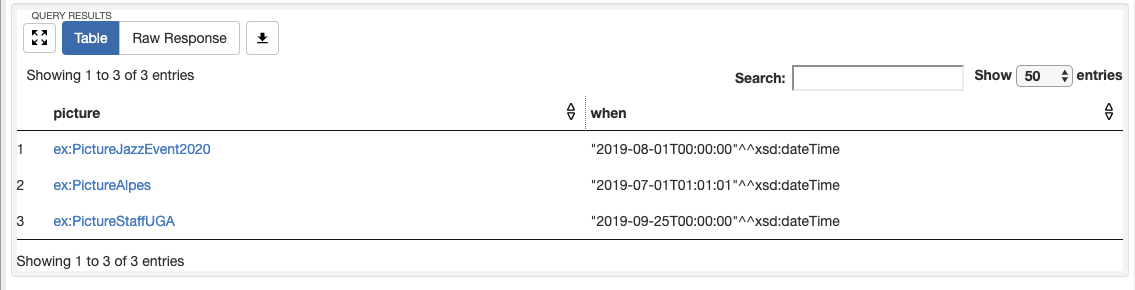 QUERY RESULTS
Table Raw Response
Showing 1 to 3 of 3 entries Search: Show 50 entries
picture when
1 ex:PictureJazzEvent2020 "2019-08-01T00:00:00"^^xsd:dateTime
2 ex:PictureAlpes "2019-07-01T01:01:01"^^xsd:dateTime
3 ex:PictureStaffUGA "2019-09-25T00:00:00"^^xsd:dateTime
Showing 1 to 3 of 3 entries